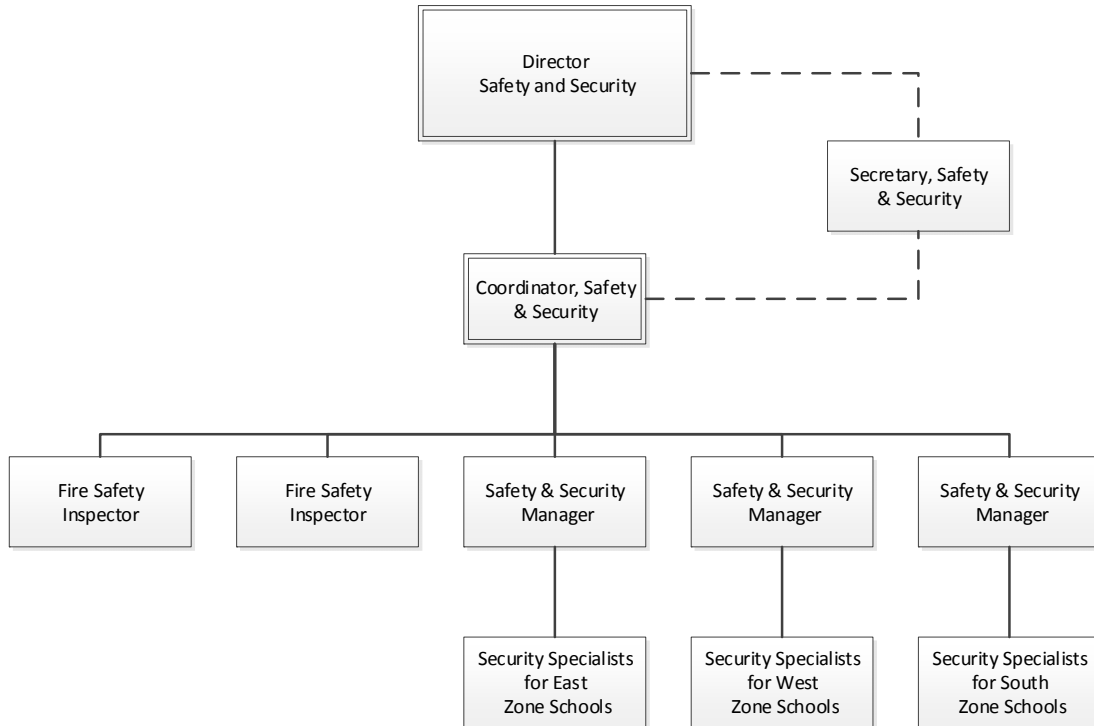 Director
Safety and Security
Secretary, Safety
& Security
Coordinator, Safety
& Security
Fire Safety
Inspector
Fire Safety
Inspector
Safety & Security
Manager
Safety & Security
Manager
Safety & Security
Manager
Security Specialists
for East
Zone Schools
Security Specialists
for West
Zone Schools
Security Specialists
for South
Zone Schools